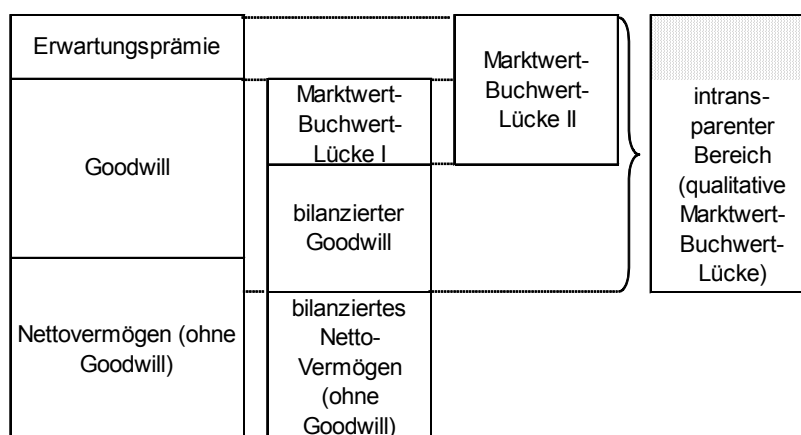 Erwartungsprämie
Goodwill
Nettovermögen (ohne
Goodwill)
Marktwert-
Buchwert-
Lücke I
bilanzierter
Goodwill
bilanziertes
Netto-
Vermögen
(ohne
Goodwill)
Marktwert-
Buchwert-
Lücke II
intrans-
parenter
Bereich
(qualitative
Marktwert-
Buchwert-
Lücke)